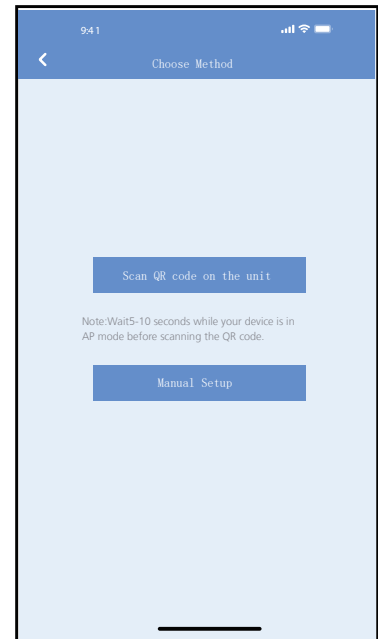 9:41
Choose Method
Scan QR code on the unit
Note:Wait5-10 seconds while your device is in
AP mode before scanning the QR code.
Manual Setup